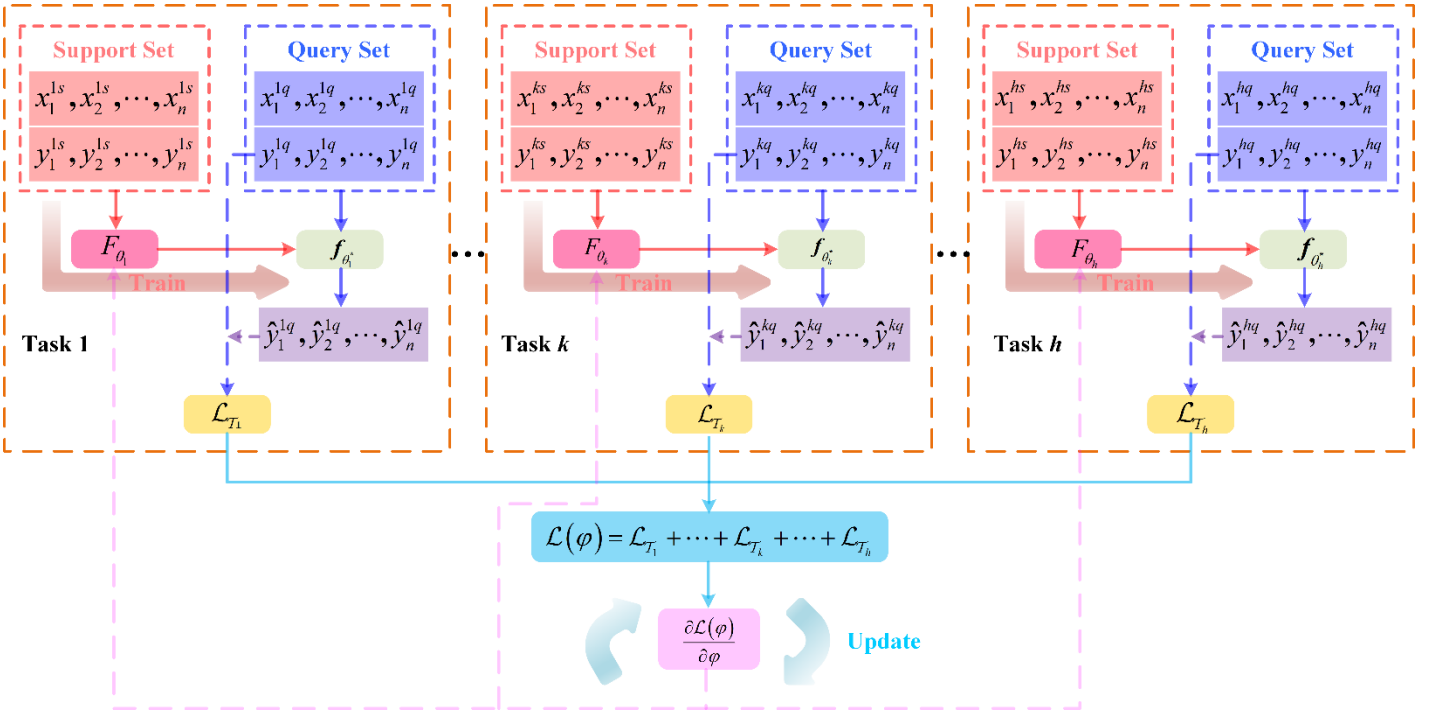 Support Set
Query Set
x_1^{1s}, x_2^{1s}, ⋯, x_n^{1s}
x_1^{1q}, x_2^{1q}, ⋯, x_n^{1q}
y_1^{1s}, y_2^{1s}, ⋯, y_n^{1s}
y_1^{1q}, y_2^{1q}, ⋯, y_n^{1q}
F_{θ_1}
f_{θ_1^*}
Train
Task 1
ŷ_1^{1q}, ŷ_2^{1q}, ⋯, ŷ_n^{1q}
ℒ_{𝒯_1}
...
Support Set
Query Set
x_1^{ks}, x_2^{ks}, ⋯, x_n^{ks}
x_1^{kq}, x_2^{kq}, ⋯, x_n^{kq}
y_1^{ks}, y_2^{ks}, ⋯, y_n^{ks}
y_1^{kq}, y_2^{kq}, ⋯, y_n^{kq}
F_{θ_k}
f_{θ_k^*}
Train
Task k
ŷ_1^{kq}, ŷ_2^{kq}, ⋯, ŷ_n^{kq}
ℒ_{𝒯_k}
...
Support Set
Query Set
x_1^{hs}, x_2^{hs}, ⋯, x_n^{hs}
x_1^{hq}, x_2^{hq}, ⋯, x_n^{hq}
y_1^{hs}, y_2^{hs}, ⋯, y_n^{hs}
y_1^{hq}, y_2^{hq}, ⋯, y_n^{hq}
F_{θ_h}
f_{θ_h^*}
Train
Task h
ŷ_1^{hq}, ŷ_2^{hq}, ⋯, ŷ_n^{hq}
ℒ_{𝒯_h}
ℒ(φ) = ℒ_{𝒯_1} + ⋯ + ℒ_{𝒯_k} + ⋯ + ℒ_{𝒯_h}
∂ℒ(φ)
∂φ
Update